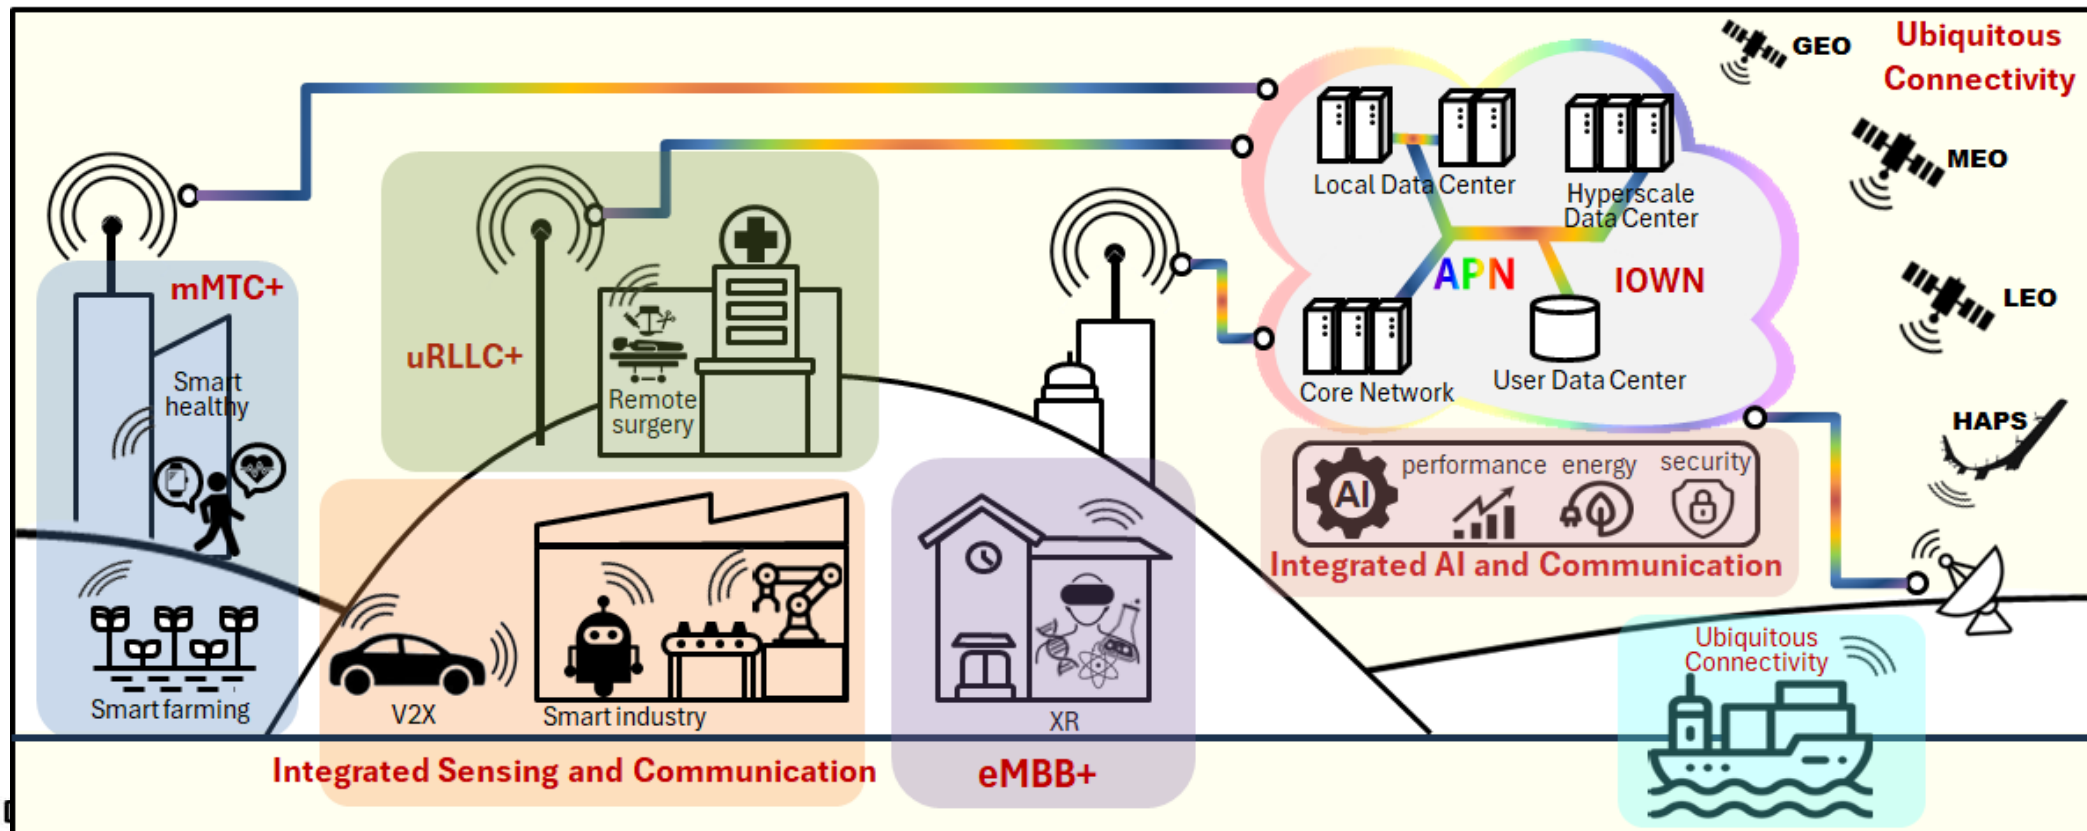 Ubiquitous
Connectivity
GEO
MEO
LEO
HAPS
Local Data Center
Hyperscale
Data Center
APN
IOWN
Core Network
User Data Center
mMTC+
Smart
healthy
Smart farming
uRLLC+
Remote
surgery
V2X
Smart industry
Integrated Sensing and Communication
XR
eMBB+
AI
performance
energy
security
Integrated AI and Communication
Ubiquitous
Connectivity